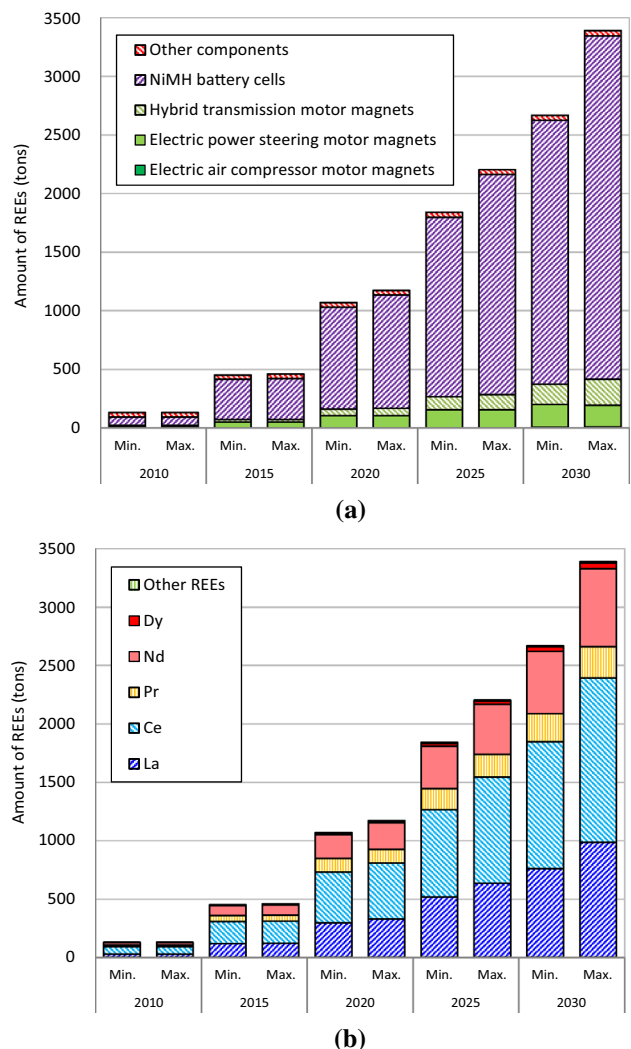 3500
3000
2500
2000
1500
1000
500
0
Amount of REEs (tons)
Other components
NiMH battery cells
Hybrid transmission motor magnets
Electric power steering motor magnets
Electric air compressor motor magnets
Min. Max. Min. Max. Min. Max. Min. Max. Min. Max.
2010 2015 2020 2025 2030
(a)
3500
3000
2500
2000
1500
1000
500
0
Amount of REEs (tons)
Other REEs
Dy
Nd
Pr
Ce
La
Min. Max. Min. Max. Min. Max. Min. Max. Min. Max.
2010 2015 2020 2025 2030
(b)